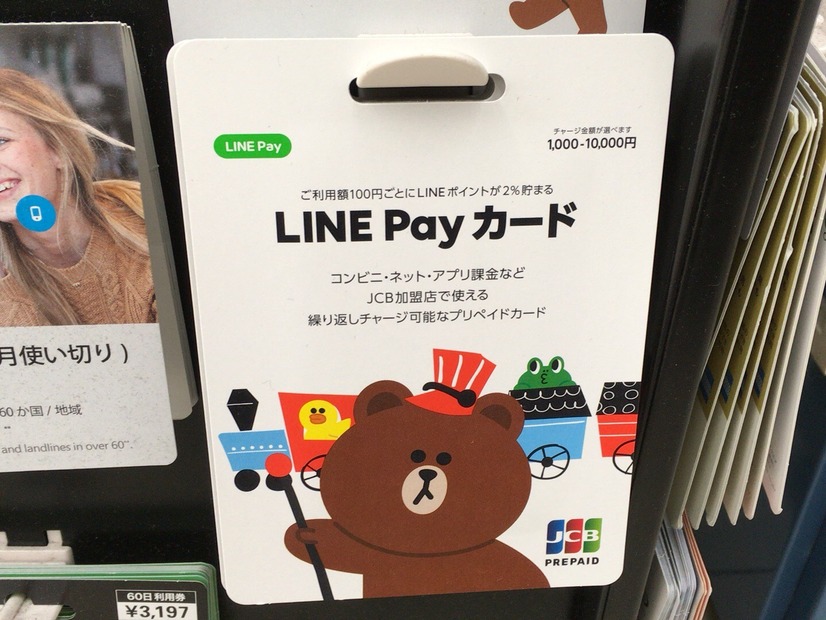 LINE Pay
チャージ金額が選べます
1,000-10,000円
ご利用額100円ごとにLINEポイントが2%貯まる
LINE Pay カード
コンビニ・ネット・アプリ課金など
JCB加盟店で使える
繰り返しチャージ可能なプリペイドカード
JCB
PREPAID
月使い切り)
60か国/地域
and landlines in over 60
60日利用券
¥3,197